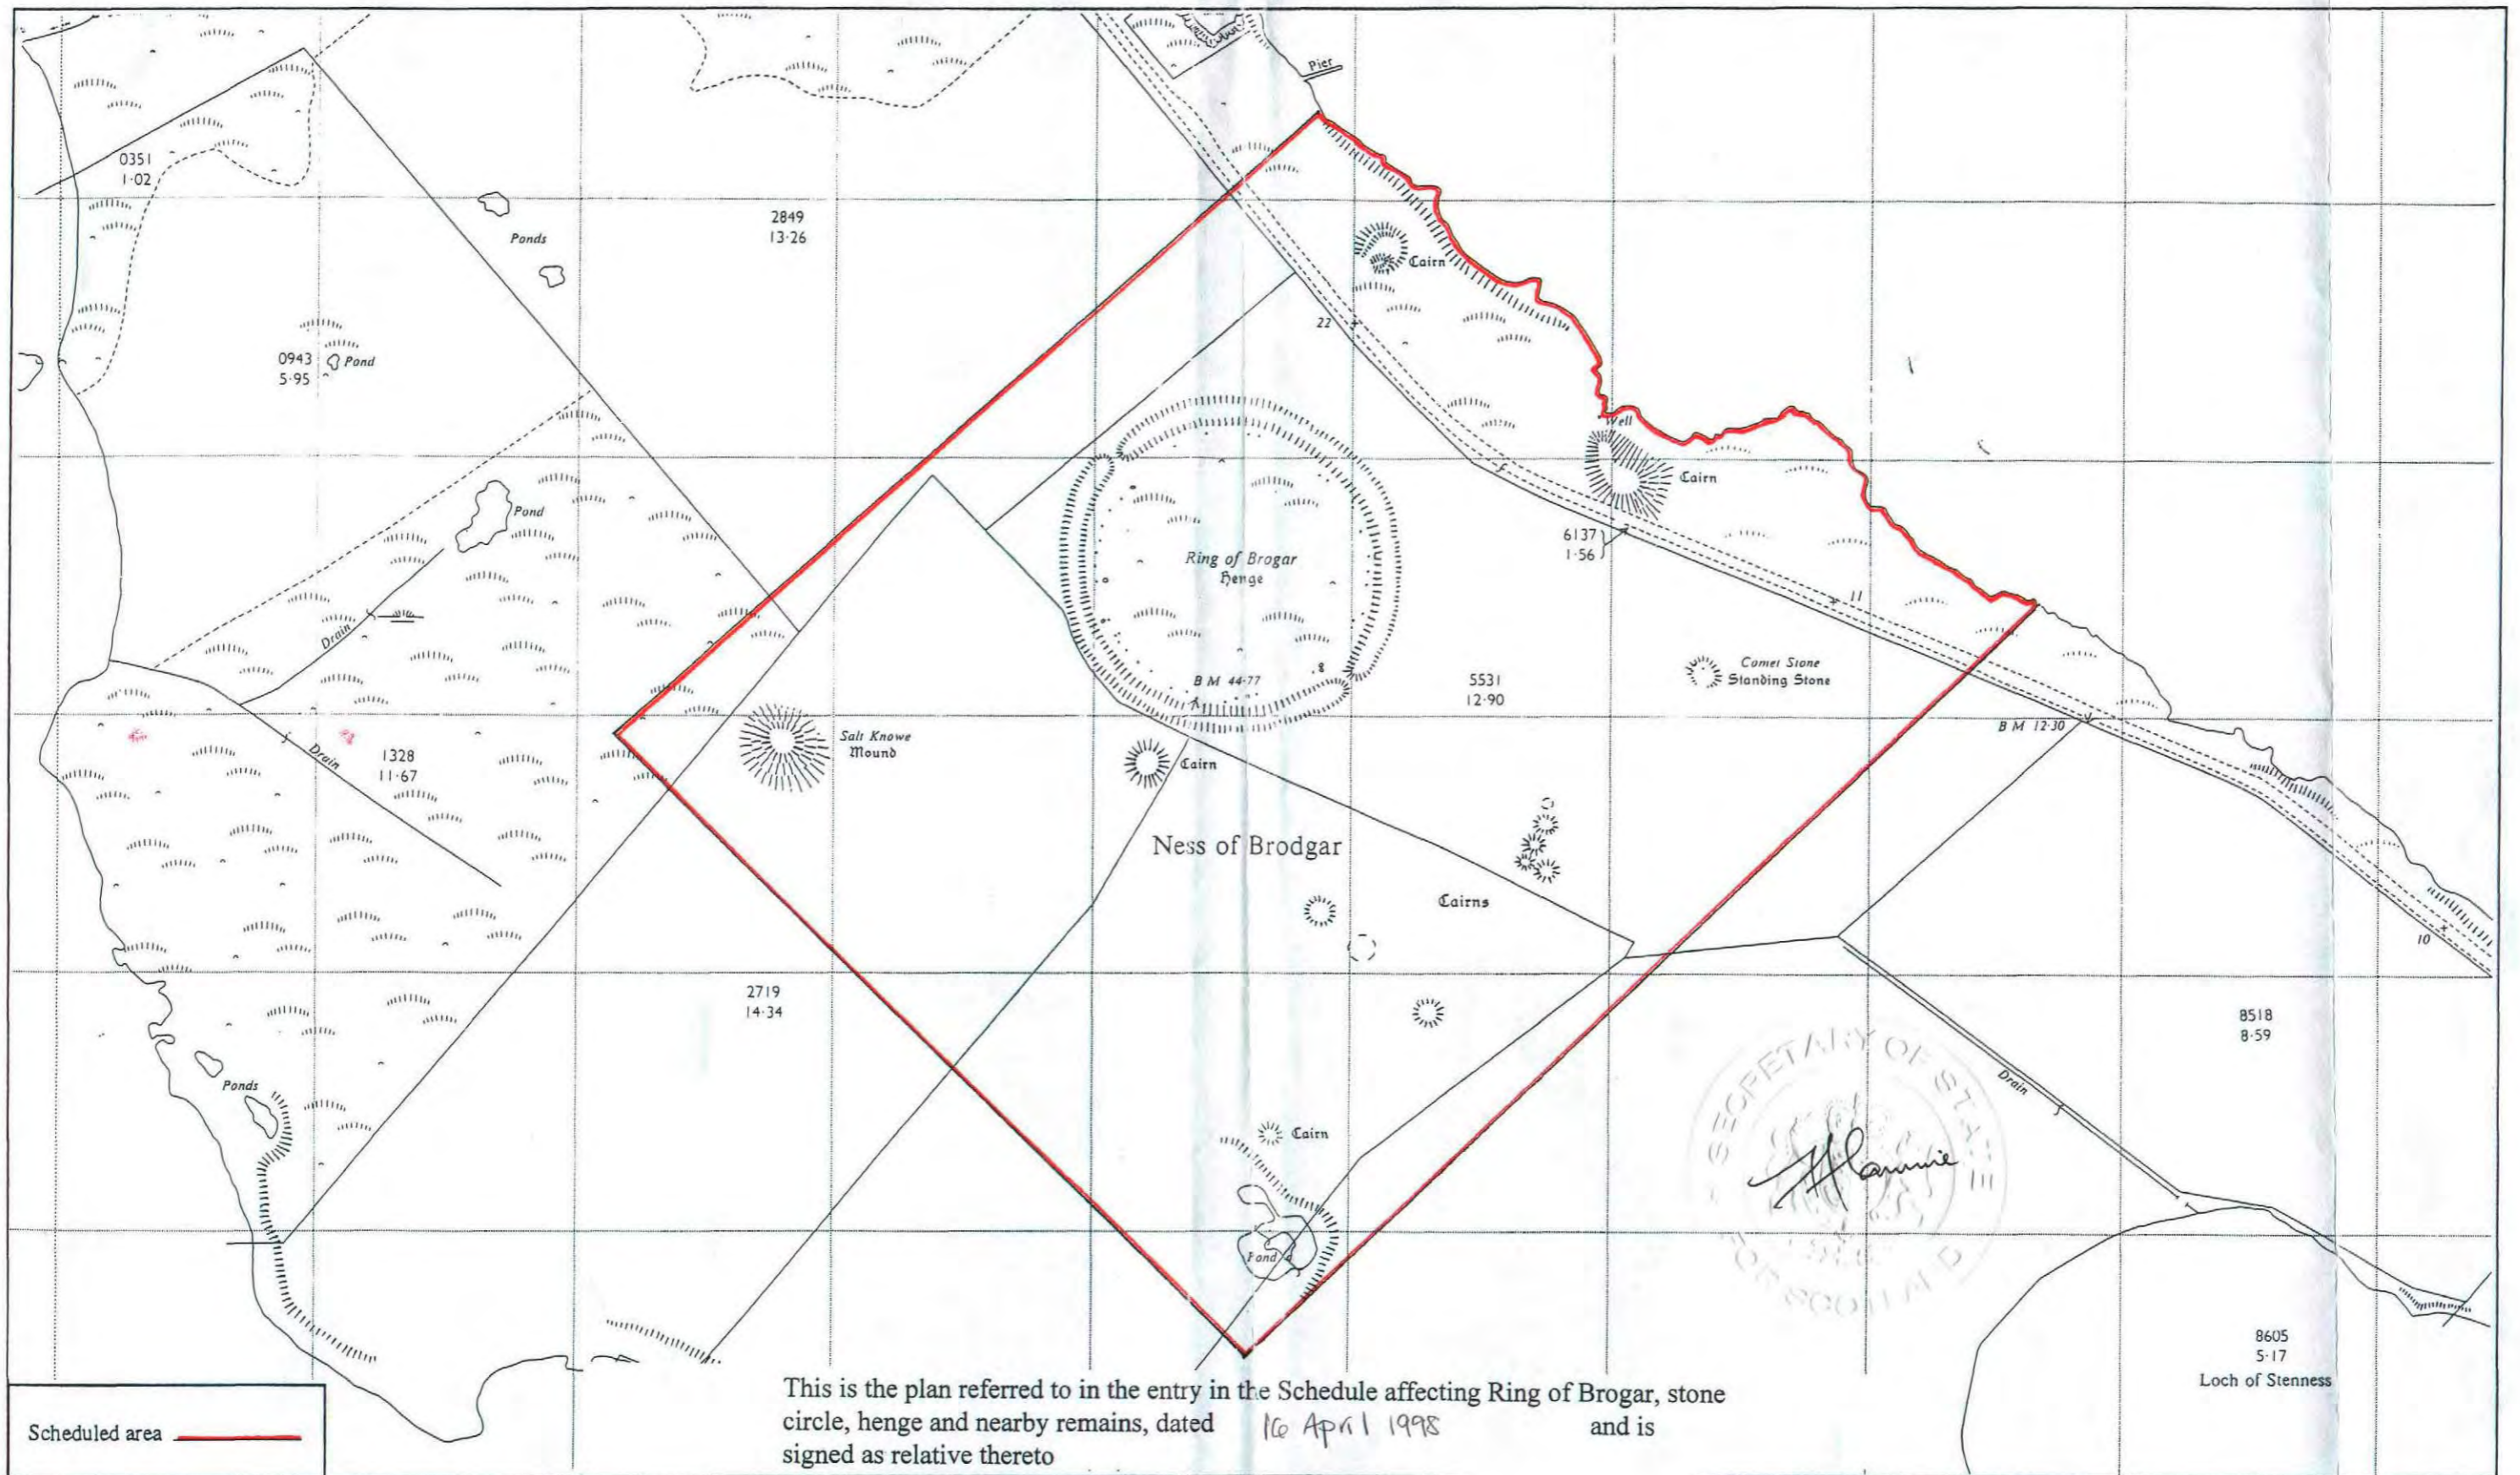 Pier
0351
1·02
2849
13·26
Ponds
Cairn
22
0943
5·95
Pond
Well
Cairn
Pond
6137
1·56
Ring of Brogar
Henge
11
Drain
Comet Stone
Standing Stone
B M 44·77
5531
12·90
B M 12·30
Salt Knowe
Mound
Cairn
Drain
1328
11·67
Ness of Brodgar
Cairns
10
2719
14·34
8518
8·59
Ponds
Drain
Cairn
SECRETARY OF STATE
FOR SCOTLAND
Pond
8605
5·17
Loch of Stenness
Scheduled area
This is the plan referred to in the entry in the Schedule affecting Ring of Brogar, stone
circle, henge and nearby remains, dated 16 April 1998 and is
signed as relative thereto